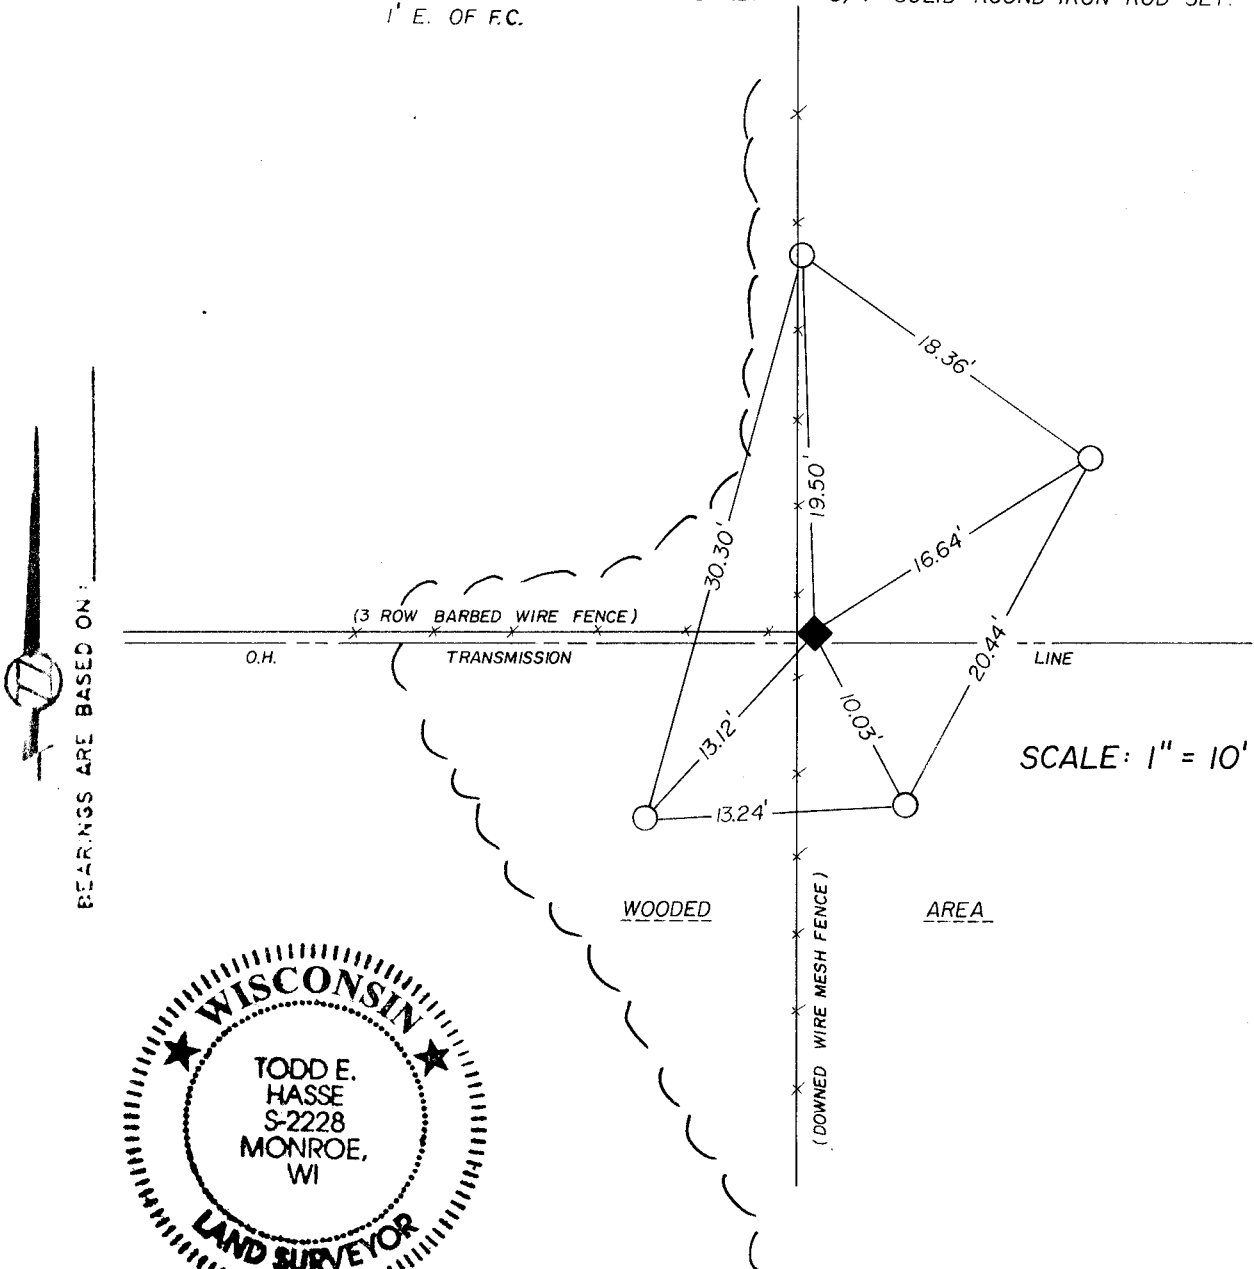 3/4" SOLID ROUND IRON ROD SET.
1' E. OF F.C.
18.36'
19.50'
30.30'
16.64'
(3 ROW BARBED WIRE FENCE)
O.H. TRANSMISSION LINE
20.44'
13.12'
10.03'
SCALE: 1" = 10'
13.24'
BEARINGS ARE BASED ON:
WOODED AREA
(DOWNED WIRE MESH FENCE)
WISCONSIN
TODD E.
HASSE
S-2228
MONROE,
WI
LAND SURVEYOR